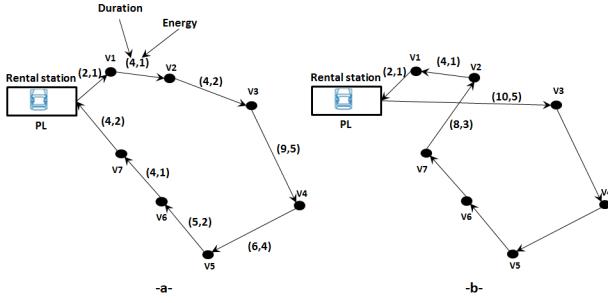 Duration
Energy
V1
(4,1)
V2
Rental station
(2,1)
(4,2)
V3
PL
(4,2)
(9,5)
V7
(4,1)
V6
V4
(5,2)
(6,4)
V5
-a-
V1
(4,1)
V2
Rental station
(2,1)
V3
(10,5)
PL
(8,3)
V7
V6
V4
V5
-b-